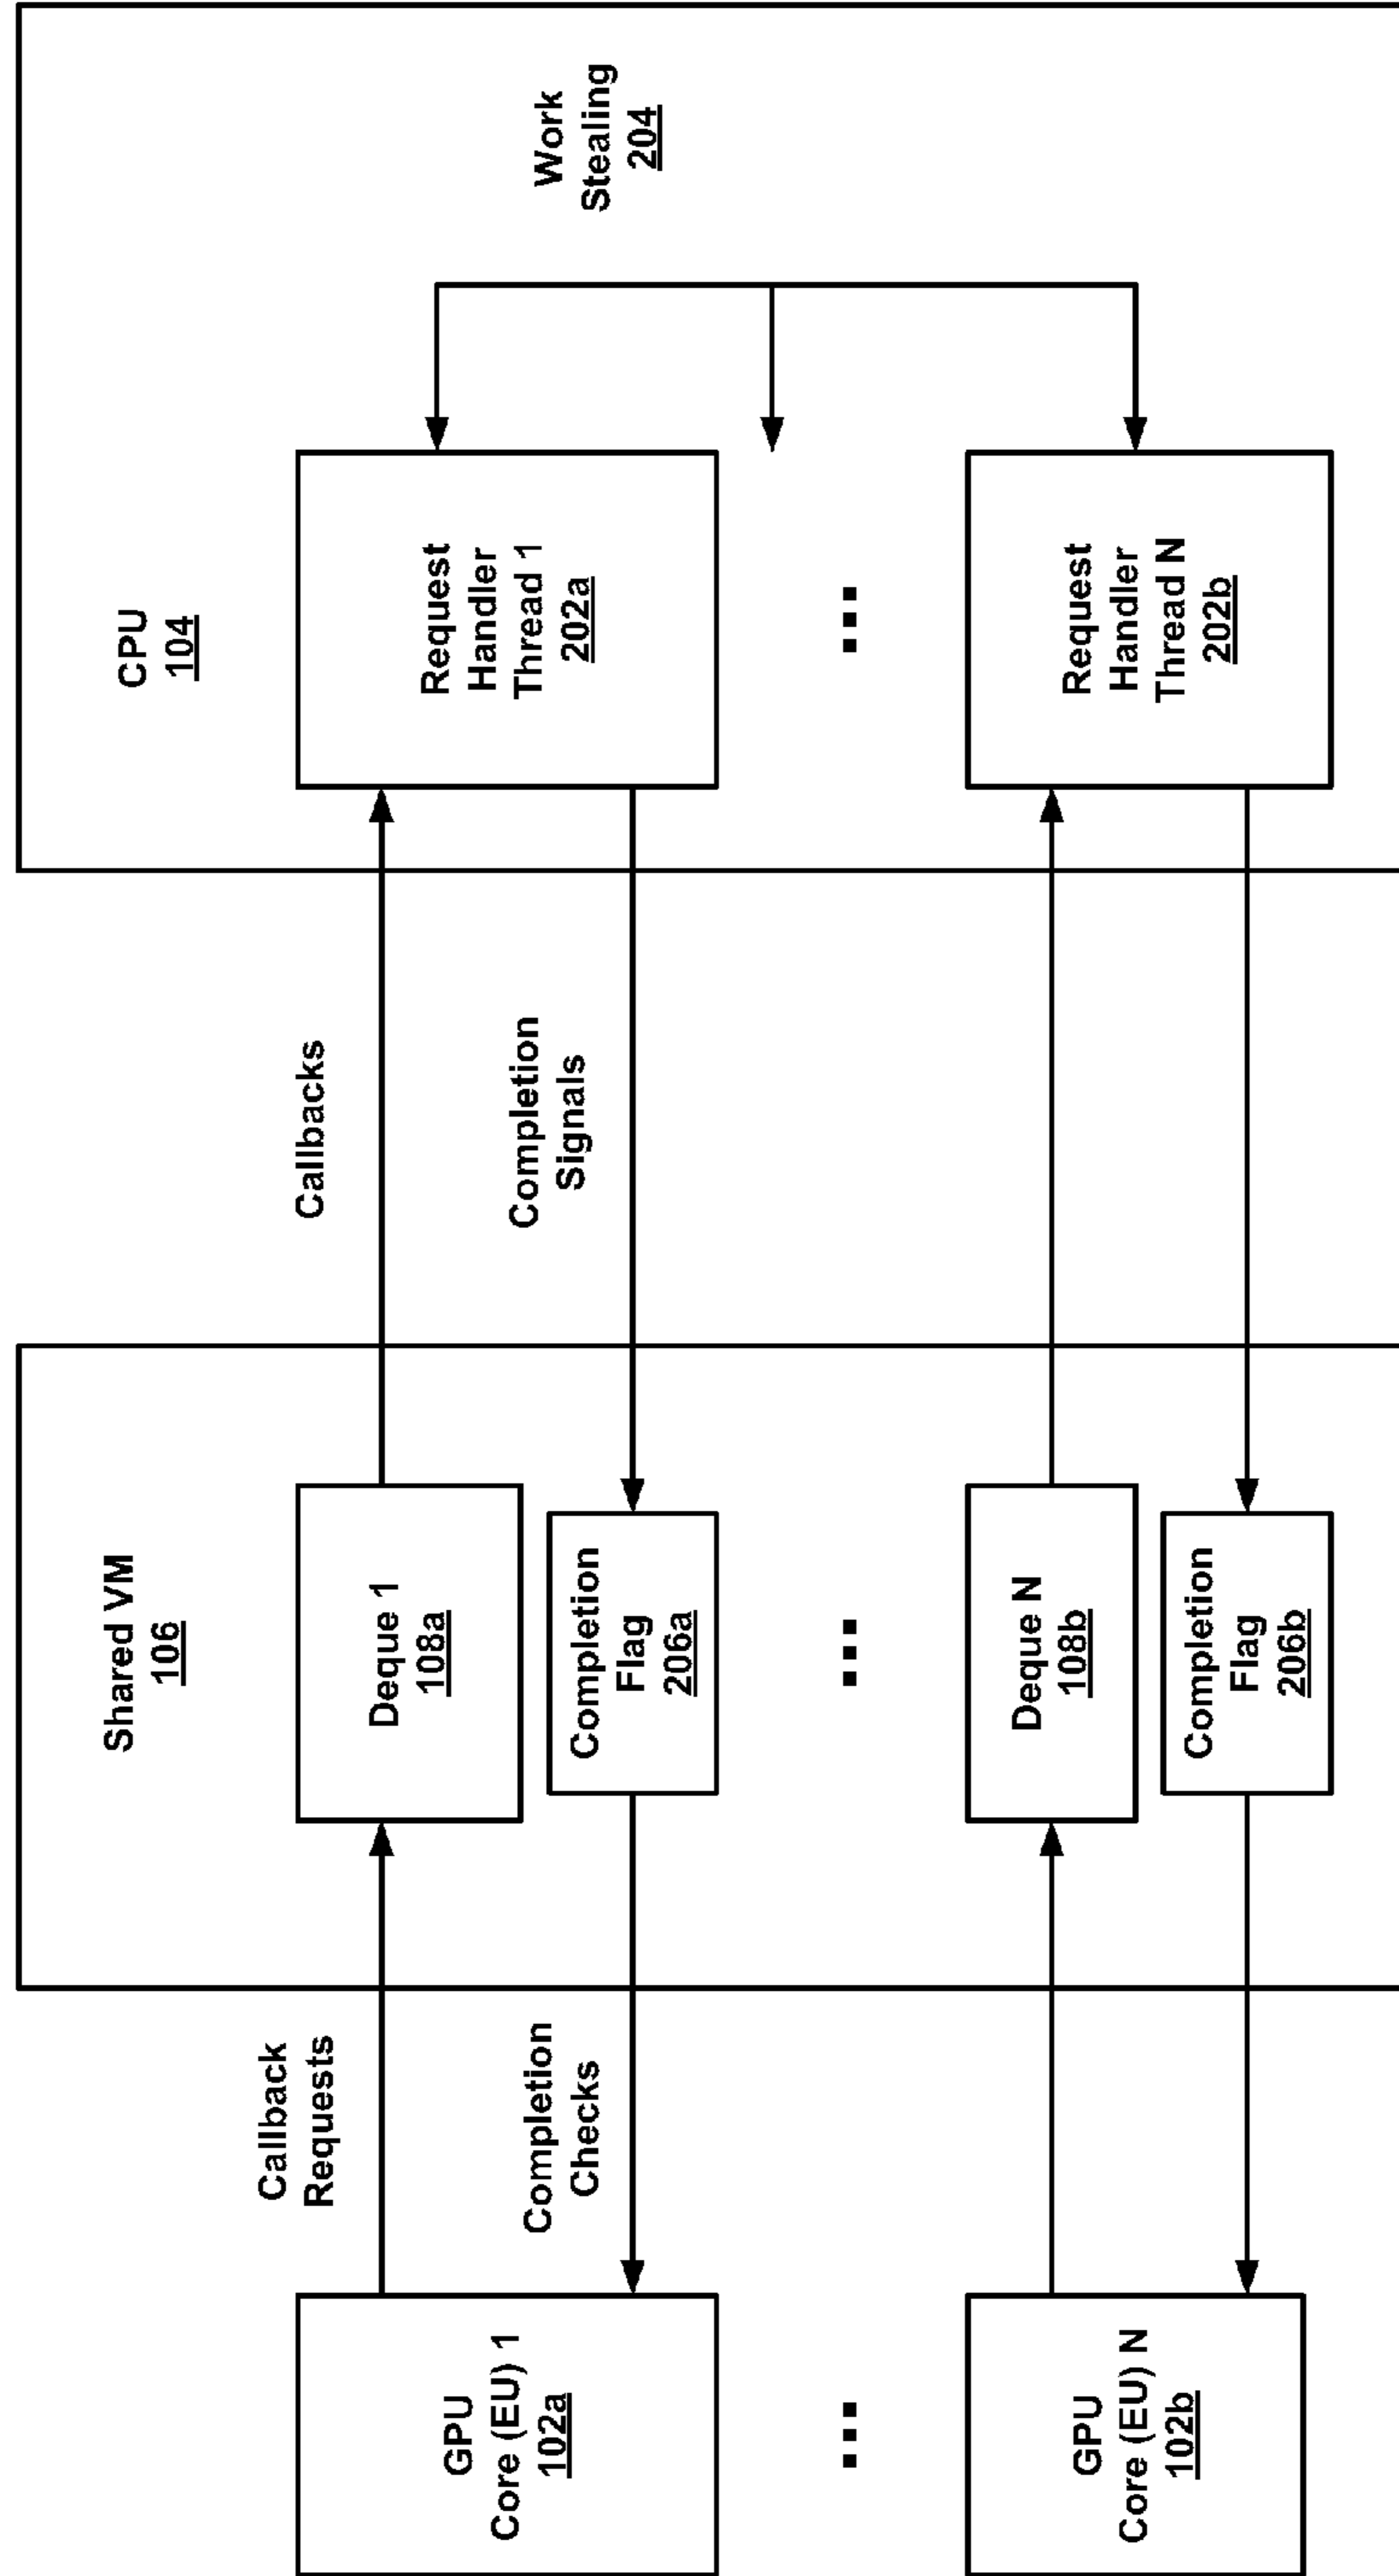 Shared VM
106
CPU
104
Work
Stealing
204
Callback
Requests
Callbacks
GPU
Core (EU) 1
102a
Deque 1
108a
Request
Handler
Thread 1
202a
Completion
Checks
Completion
Flag
206a
Completion
Signals
...
...
...
GPU
Core (EU) N
102b
Deque N
108b
Request
Handler
Thread N
202b
Completion
Flag
206b